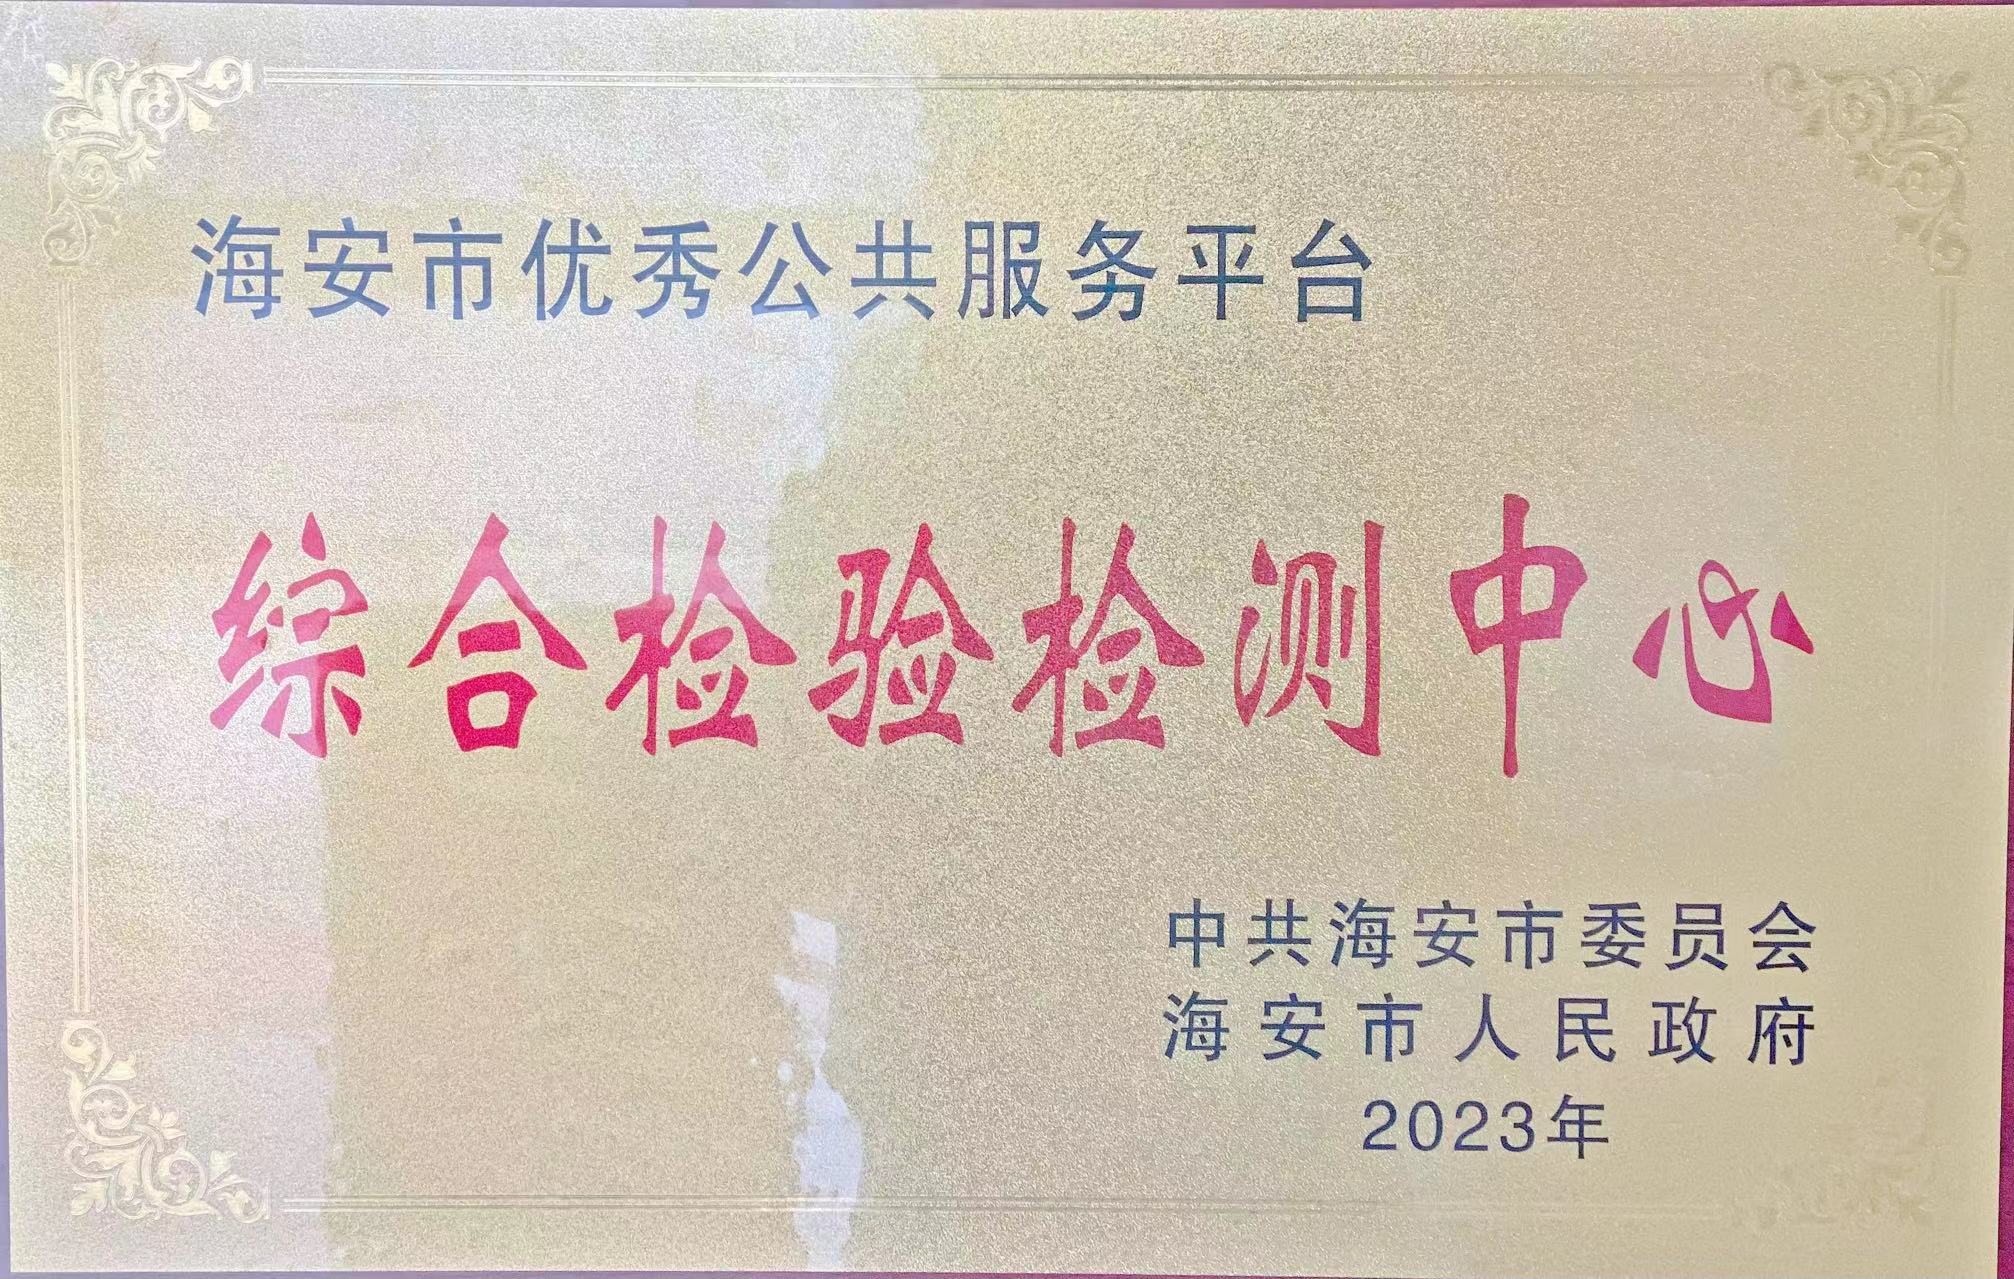 海安市优秀公共服务平台
综合检验检测中心
中共海安市委员会
海安市人民政府
2023年